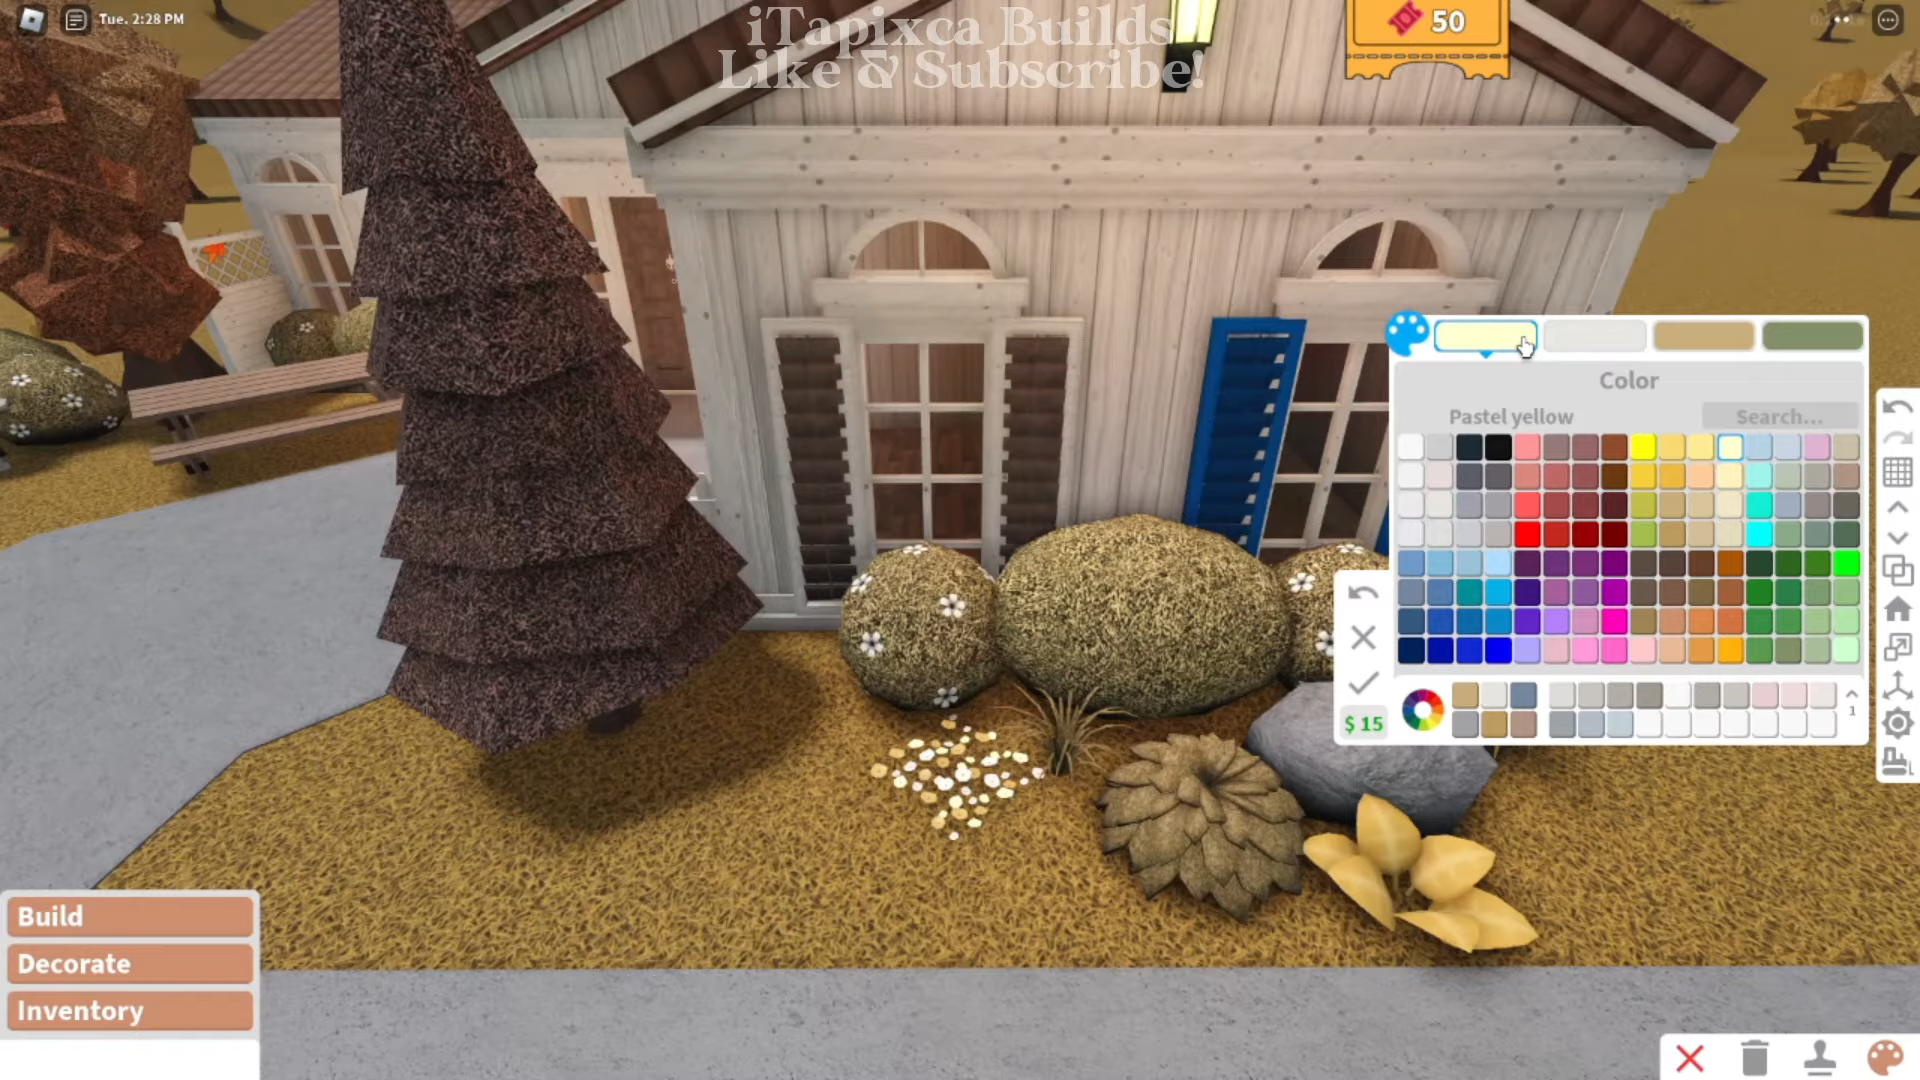 Tue. 2:28 PM
iTapixca Builds
Like & Subscribe!
50
Color
Pastel yellow
Search...
1
$ 15
L
Build
Decorate
Inventory